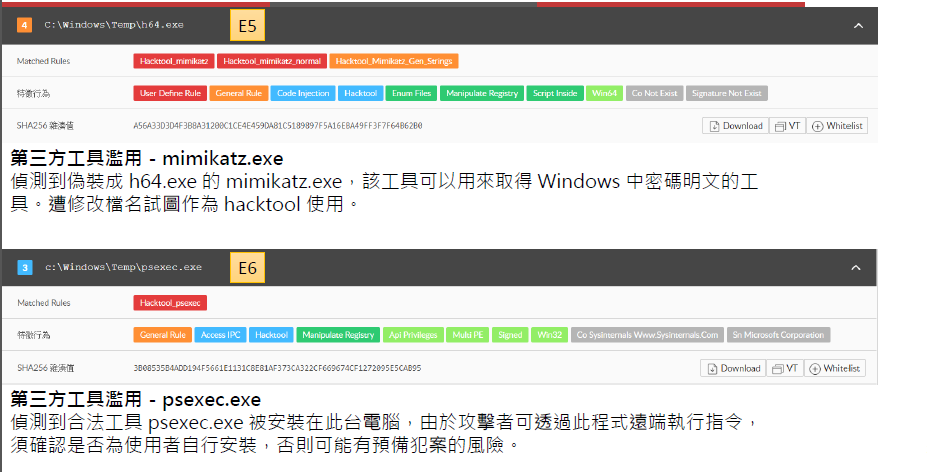 4 C:\Windows\Temp\h64.exe E5
Matched Rules Hacktool_mimikatz Hacktool_mimikatz_normal Hacktool_Mimikatz_Gen_Strings
特徵行為 User Define Rule General Rule Code Injection Hacktool Enum Files Manipulate Registry Script Inside Win64 Co Not Exist Signature Not Exist
SHA256 雜湊值 A56A33D3D4F3B8A31200C1CE4E459DA81C5189B97F5A16EBA49FF3F7F64B62B0 Download VT Whitelist
第三方工具濫用 - mimikatz.exe
偵測到偽裝成 h64.exe 的 mimikatz.exe，該工具可以用來取得 Windows 中密碼明文的工
具。遭修改檔名試圖作為 hacktool 使用。
3 c:\Windows\Temp\psexec.exe E6
Matched Rules Hacktool_psexec
特徵行為 General Rule Access IPC Hacktool Manipulate Registry Api Privileges Multi PE Signed Win32 Co Sysinternals Www.Sysinternals.Com Sn Microsoft Corporation
SHA256 雜湊值 3B08535B4ADD194F5661E1131C8E81AF373CA322CF669674CF1272095E5CAB95 Download VT Whitelist
第三方工具濫用 - psexec.exe
偵測到合法工具 psexec.exe 被安裝在此台電腦，由於攻擊者可透過此程式遠端執行指令，
須確認是否為使用者自行安裝，否則可能有預備犯案的風險。